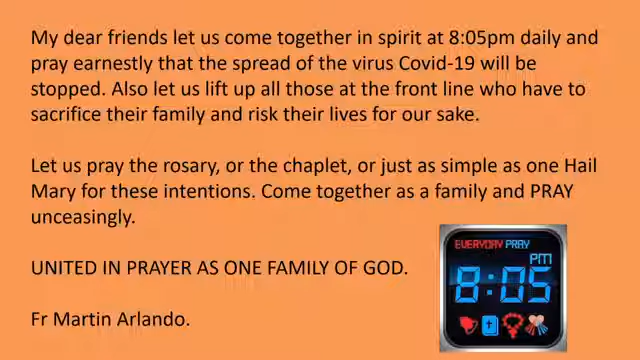 My dear friends let us come together in spirit at 8:05pm daily and
pray earnestly that the spread of the virus Covid-19 will be
stopped. Also let us lift up all those at the front line who have to
sacrifice their family and risk their lives for our sake.
Let us pray the rosary, or the chaplet, or just as simple as one Hail
Mary for these intentions. Come together as a family and PRAY
unceasingly.
UNITED IN PRAYER AS ONE FAMILY OF GOD.
Fr Martin Arlando.
EVERYDAY PRAY
PM
8:05